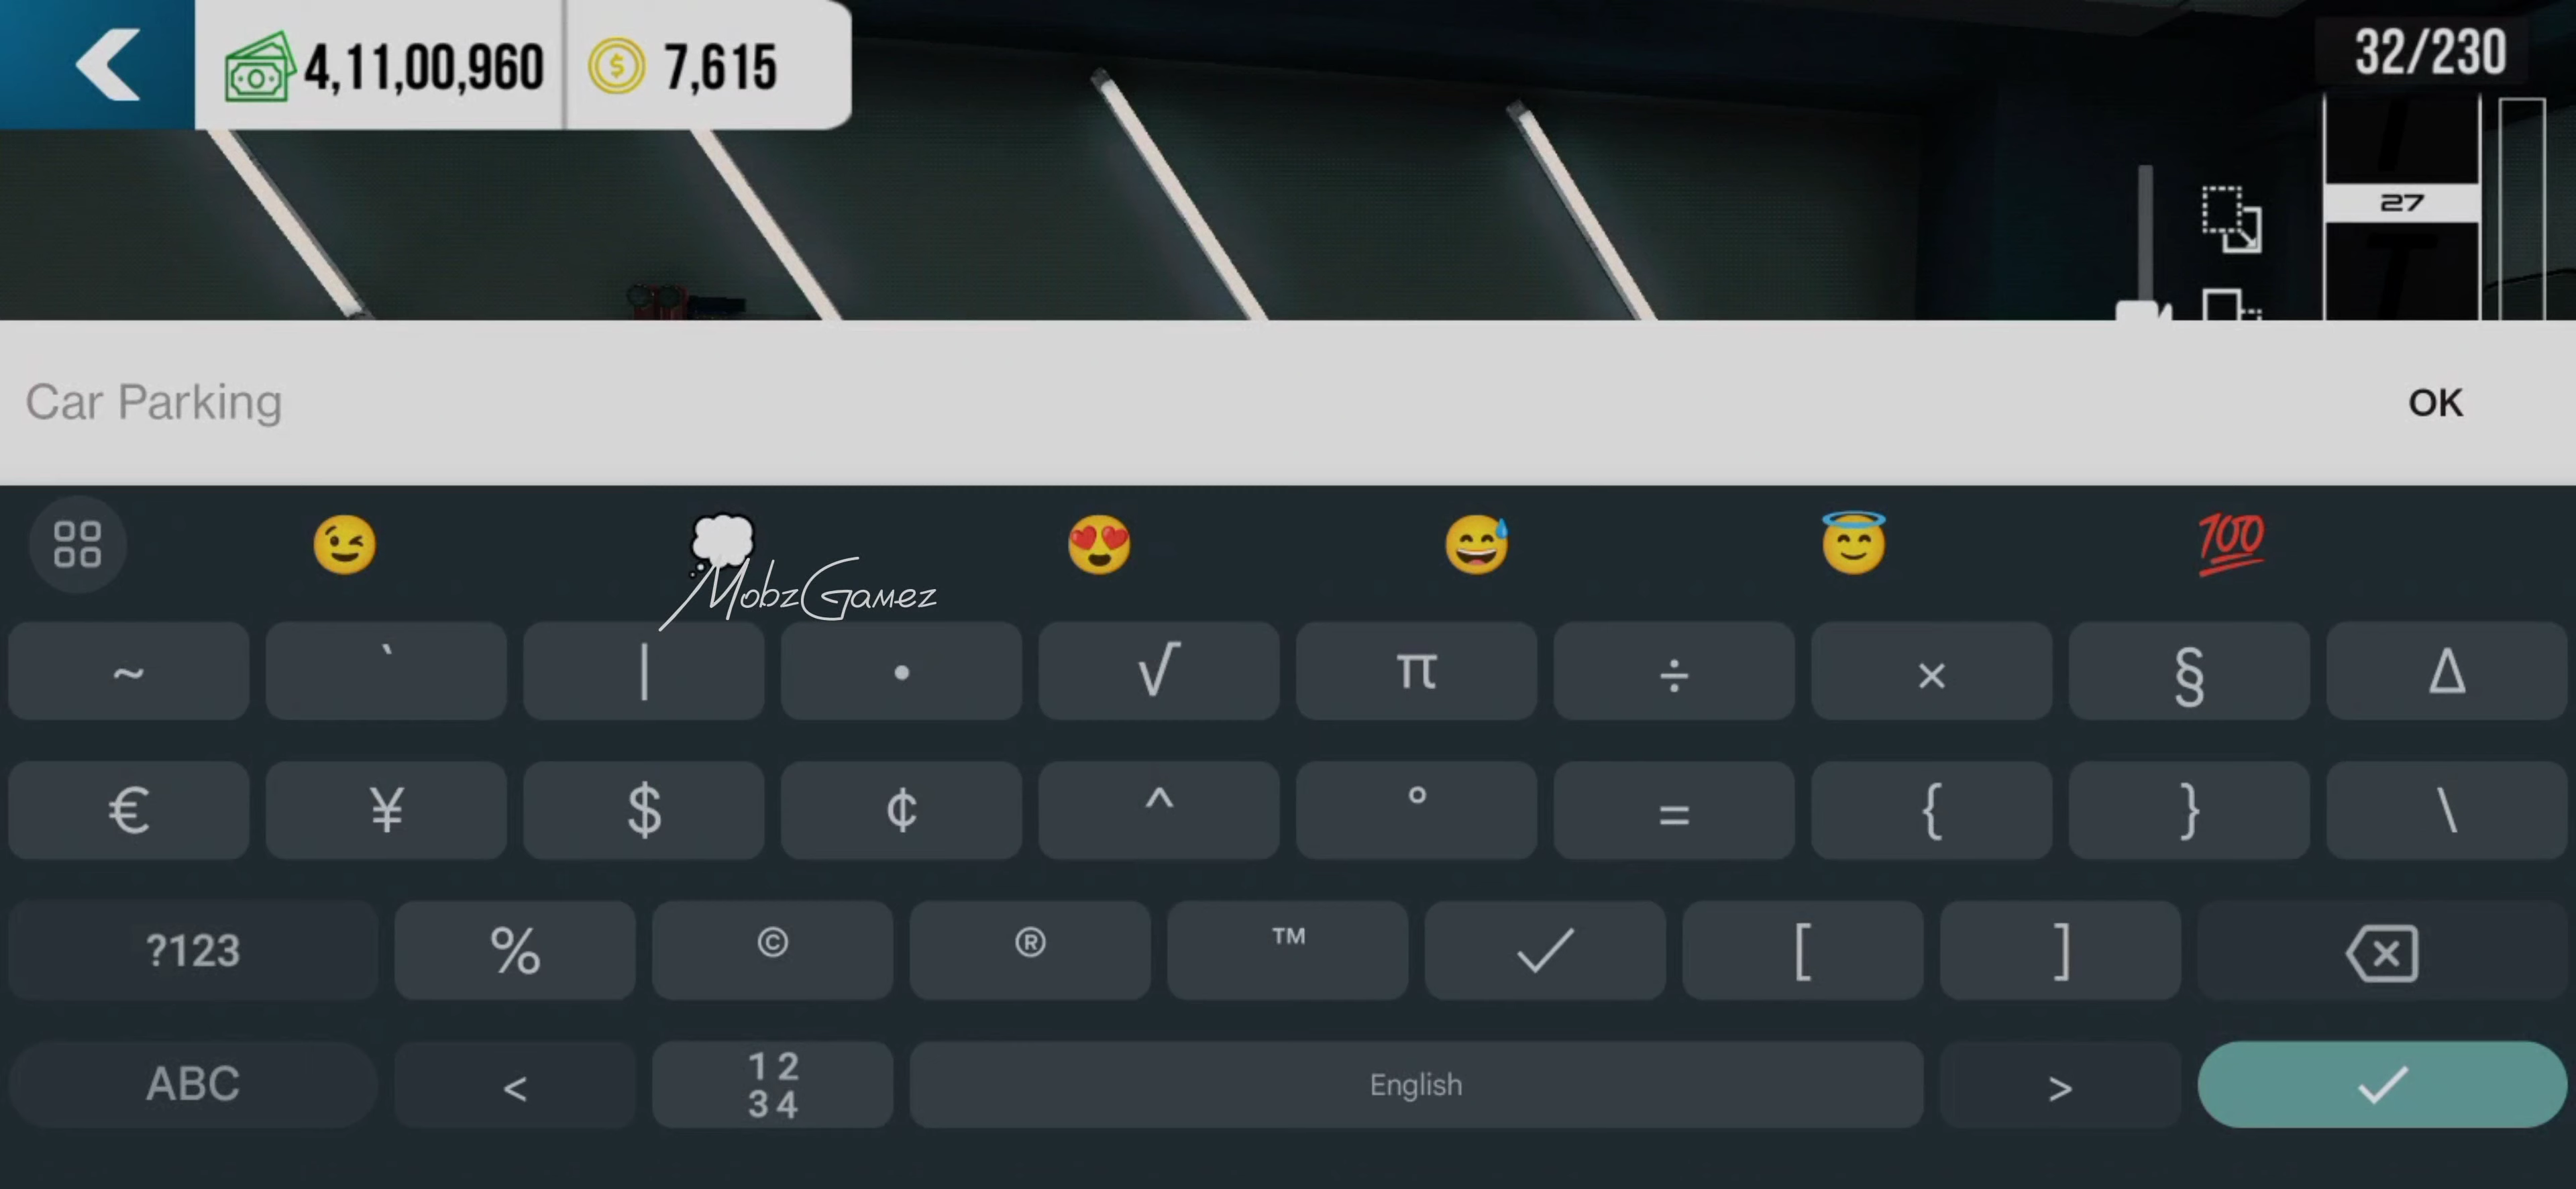 4,11,00,960 7,615 32/230
27
Car Parking OK
MobzGamez
~ ` | • √ π ÷ × § Δ
€ ¥ $ ¢ ^ ° = { } \
?123 % © ® ™ ✓ [ ]
ABC < 1 2 3 4 English >